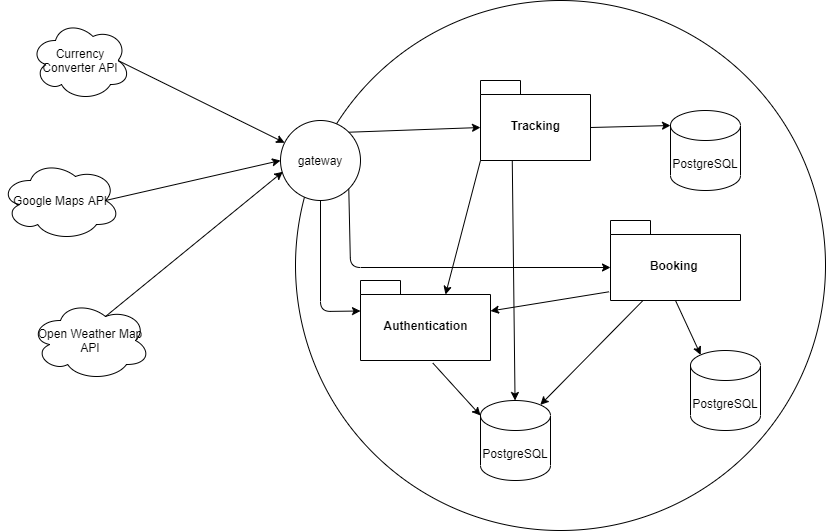 Currency
Converter API
Google Maps API
Open Weather Map
API
gateway
Tracking
PostgreSQL
Booking
Authentication
PostgreSQL
PostgreSQL